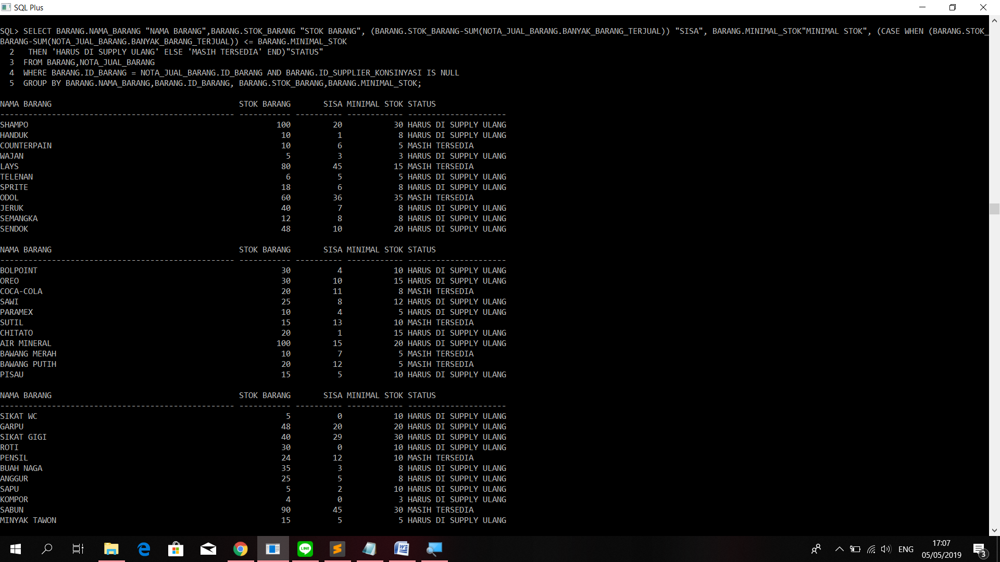 SQL Plus
SQL> SELECT BARANG.NAMA_BARANG "NAMA BARANG",BARANG.STOK_BARANG "STOK BARANG", (BARANG.STOK_BARANG-SUM(NOTA_JUAL_BARANG.BANYAK_BARANG_TERJUAL)) "SISA", BARANG.MINIMAL_STOK"MINIMAL STOK", (CASE WHEN (BARANG.STOK_
BARANG-SUM(NOTA_JUAL_BARANG.BANYAK_BARANG_TERJUAL)) <= BARANG.MINIMAL_STOK
2 THEN 'HARUS DI SUPPLY ULANG' ELSE 'MASIH TERSEDIA' END)"STATUS"
3 FROM BARANG,NOTA_JUAL_BARANG
4 WHERE BARANG.ID_BARANG = NOTA_JUAL_BARANG.ID_BARANG AND BARANG.ID_SUPPLIER_KONSINYASI IS NULL
5 GROUP BY BARANG.NAMA_BARANG,BARANG.ID_BARANG, BARANG.STOK_BARANG,BARANG.MINIMAL_STOK;
NAMA BARANG STOK BARANG SISA MINIMAL STOK STATUS
-------------------------------------------------- ----------- ---------- ------------ ---------------------
SHAMPO 100 20 30 HARUS DI SUPPLY ULANG
HANDUK 10 1 8 HARUS DI SUPPLY ULANG
COUNTERPAIN 10 6 5 MASIH TERSEDIA
WAJAN 5 3 3 HARUS DI SUPPLY ULANG
LAYS 80 45 15 MASIH TERSEDIA
TELENAN 6 5 5 HARUS DI SUPPLY ULANG
SPRITE 18 6 8 HARUS DI SUPPLY ULANG
ODOL 60 36 35 MASIH TERSEDIA
JERUK 40 7 8 HARUS DI SUPPLY ULANG
SEMANGKA 12 8 8 HARUS DI SUPPLY ULANG
SENDOK 48 10 20 HARUS DI SUPPLY ULANG
NAMA BARANG STOK BARANG SISA MINIMAL STOK STATUS
-------------------------------------------------- ----------- ---------- ------------ ---------------------
BOLPOINT 30 4 10 HARUS DI SUPPLY ULANG
OREO 30 10 15 HARUS DI SUPPLY ULANG
COCA-COLA 20 11 8 MASIH TERSEDIA
SAWI 25 8 12 HARUS DI SUPPLY ULANG
PARAMEX 10 4 5 HARUS DI SUPPLY ULANG
SUTIL 15 13 10 MASIH TERSEDIA
CHITATO 20 1 15 HARUS DI SUPPLY ULANG
AIR MINERAL 100 15 20 HARUS DI SUPPLY ULANG
BAWANG MERAH 10 7 5 MASIH TERSEDIA
BAWANG PUTIH 20 12 5 MASIH TERSEDIA
PISAU 15 5 10 HARUS DI SUPPLY ULANG
NAMA BARANG STOK BARANG SISA MINIMAL STOK STATUS
-------------------------------------------------- ----------- ---------- ------------ ---------------------
SIKAT WC 5 0 10 HARUS DI SUPPLY ULANG
GARPU 48 20 20 HARUS DI SUPPLY ULANG
SIKAT GIGI 40 29 30 HARUS DI SUPPLY ULANG
ROTI 30 0 10 HARUS DI SUPPLY ULANG
PENSIL 24 12 10 MASIH TERSEDIA
BUAH NAGA 35 3 8 HARUS DI SUPPLY ULANG
ANGGUR 25 5 8 HARUS DI SUPPLY ULANG
SAPU 5 2 10 HARUS DI SUPPLY ULANG
KOMPOR 4 0 3 HARUS DI SUPPLY ULANG
SABUN 90 45 30 MASIH TERSEDIA
MINYAK TAWON 15 5 5 HARUS DI SUPPLY ULANG
LINE
W
ENG
17:07
05/05/2019
3